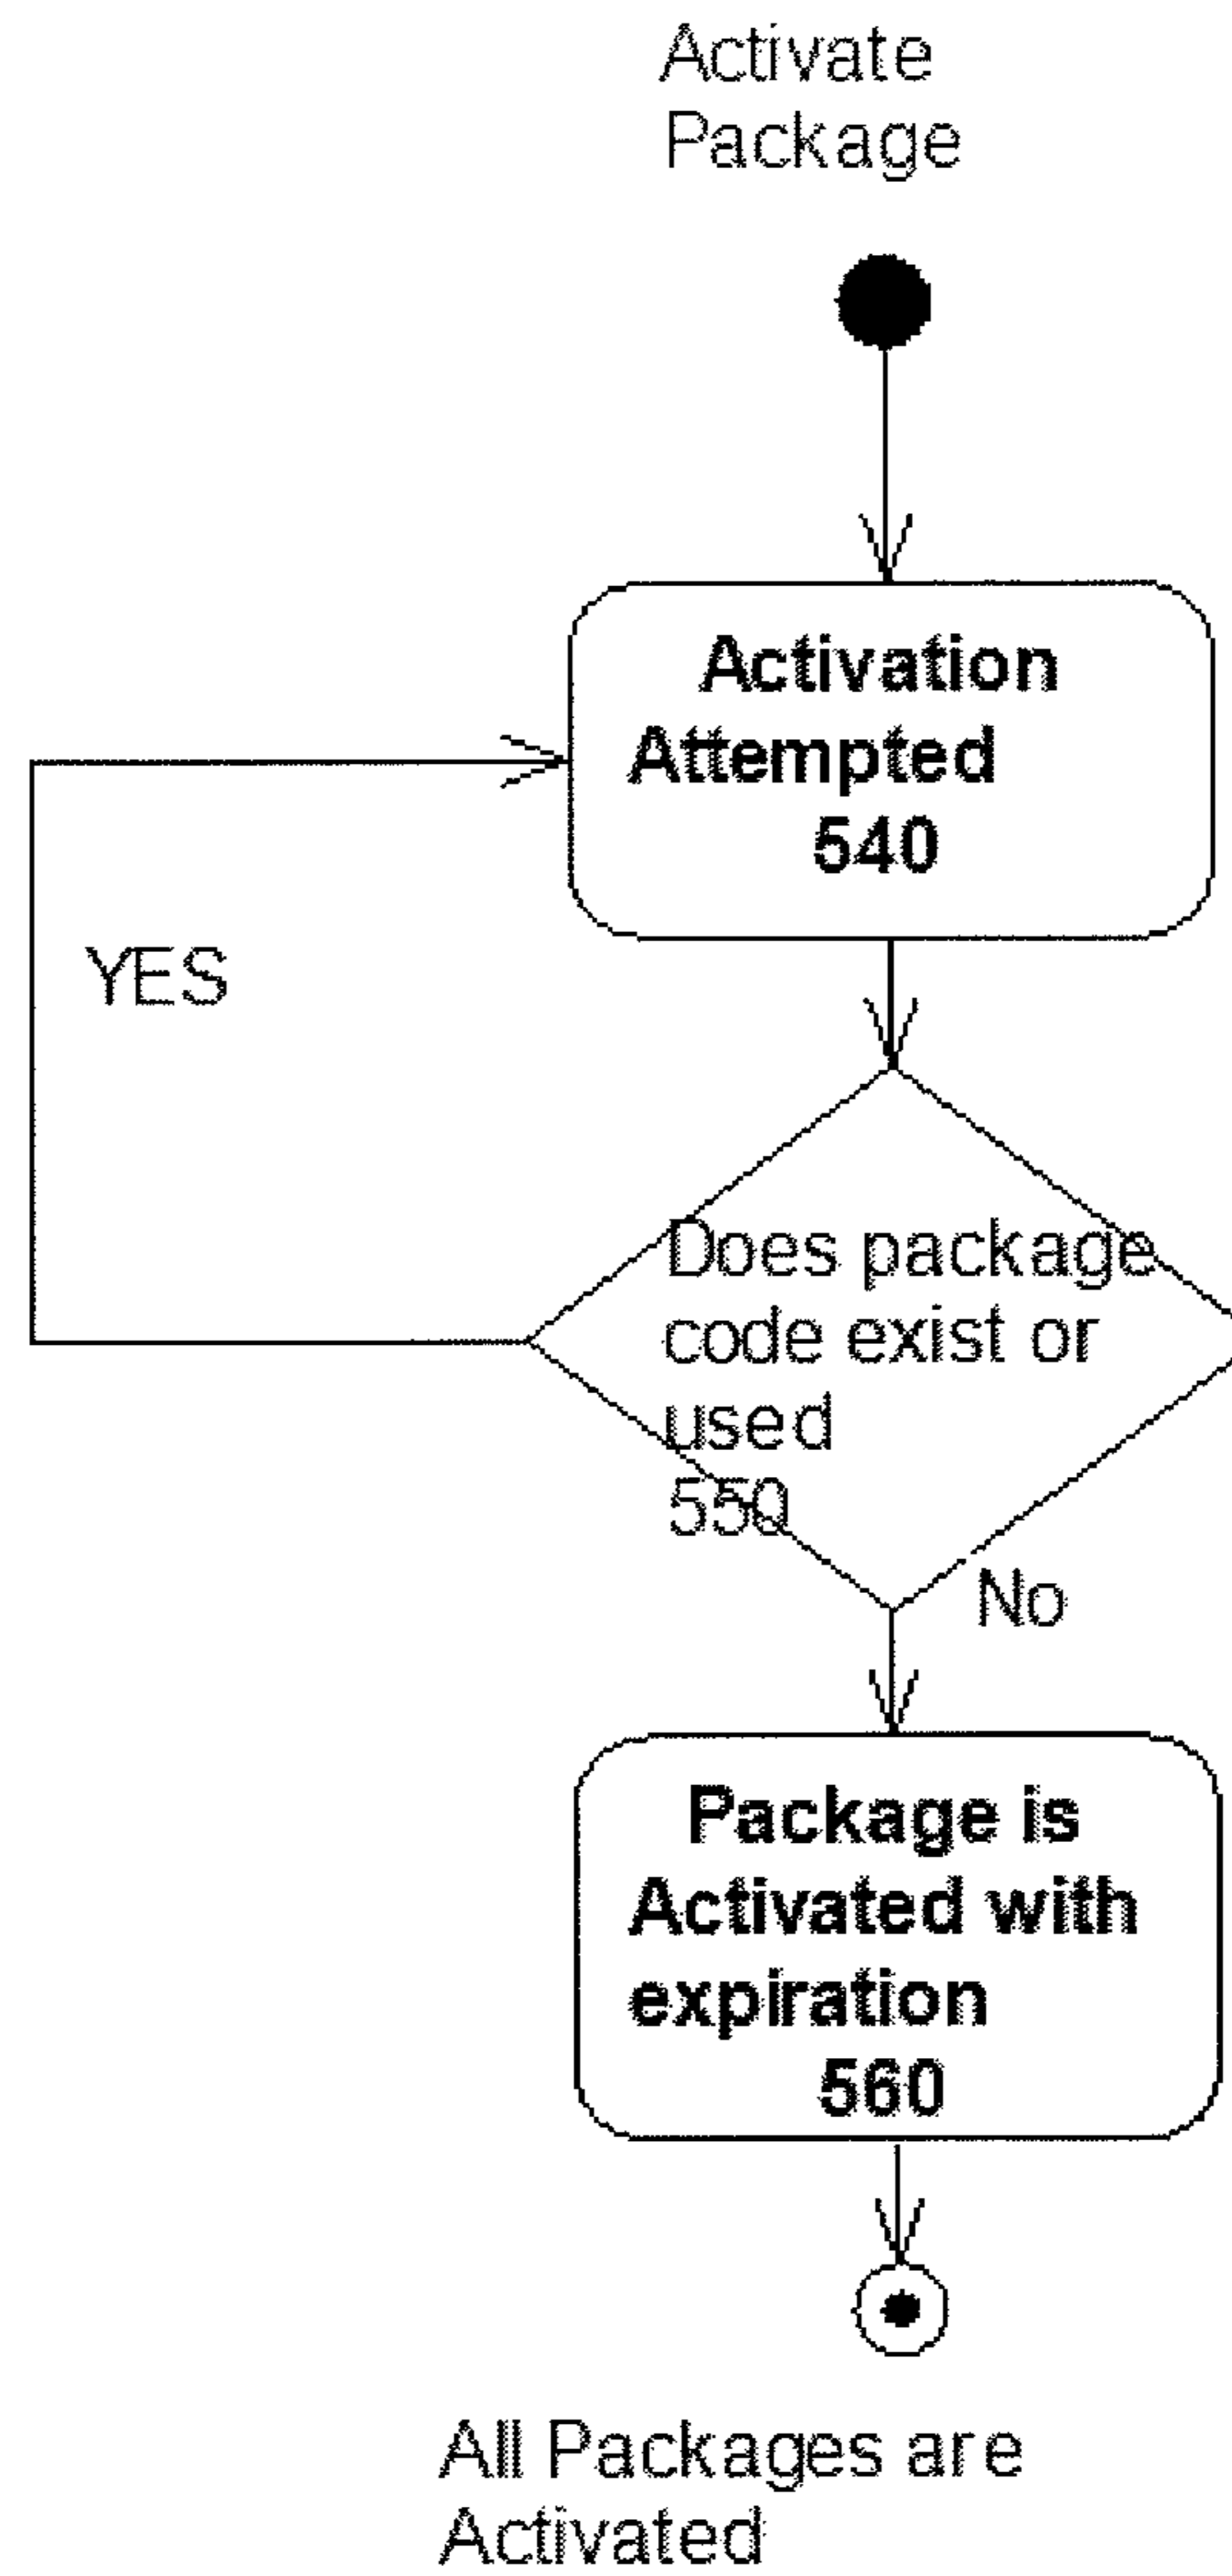 Activate
Package
Activation
Attempted
540
YES
Does package
code exist or
used
550
No
Package is
Activated with
expiration
560
All Packages are
Activated